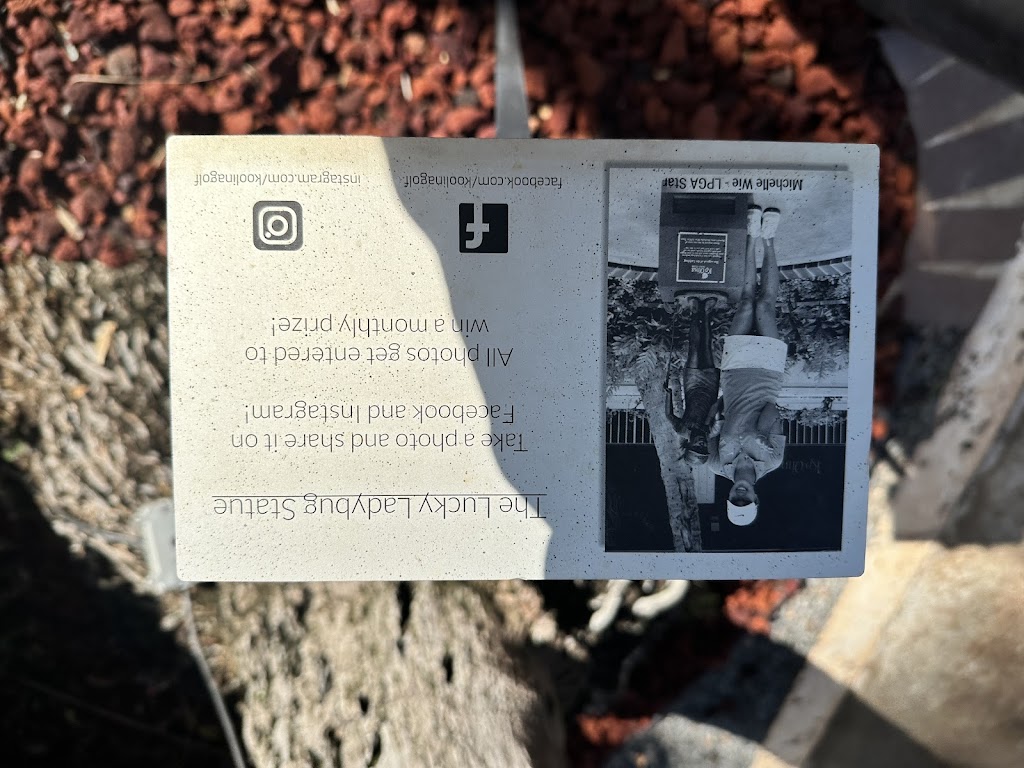 The Lucky Ladybug Statue
Take a photo and share it on
Facebook and Instagram!
All photos get entered to
win a monthly prize!
facebook.com/koolinagolf
instagram.com/koolinagolf
Michelle Wie - LPGA Star